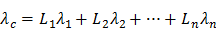 λc = L1λ1 + L2λ2 + ⋯ + Lnλn